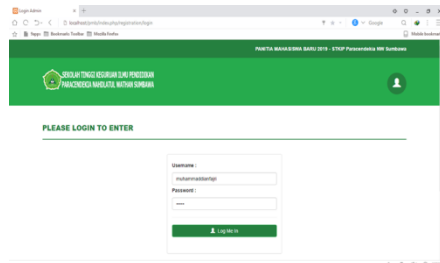 Login Admin
localhost/pmb/index.php/registration/login
Google
Apps Bookmarks Toolbar Mozilla Firefox
Mobile bookmar
PANITIA MAHASISWA BARU 2019 - STKIP Paracendekia NW Sumbawa
SEKOLAH TINGGI KEGURUAN ILMU PENDIDIKAN
PARACENDEKIA NAHDLATUL WATHAN SUMBAWA
PLEASE LOGIN TO ENTER
Username :
Password :
Log Me In